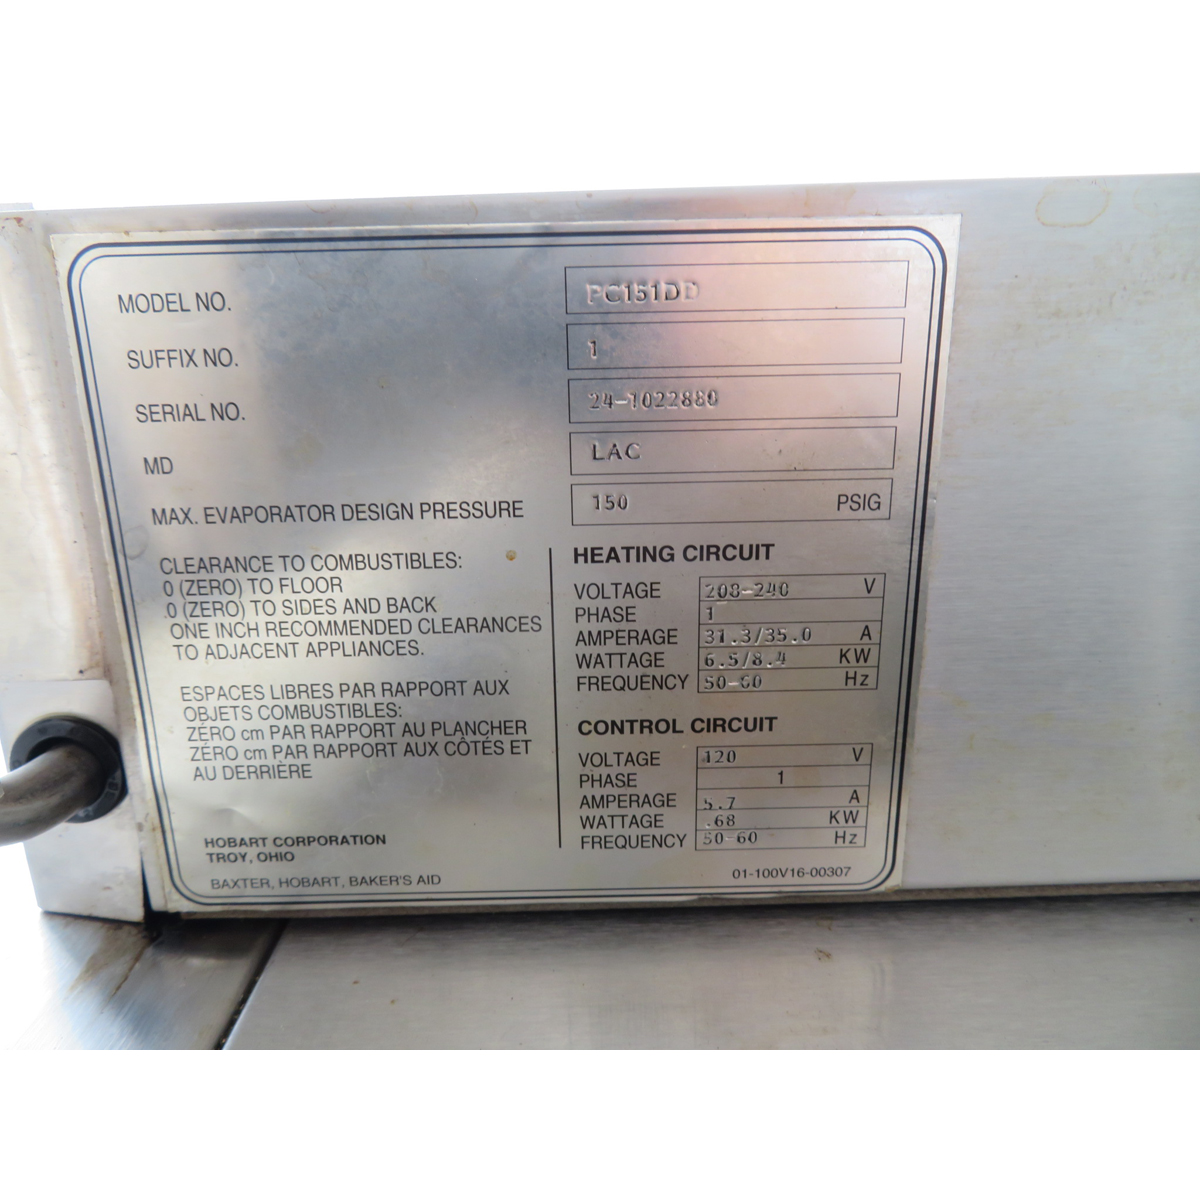 MODEL NO. PC151DD
SUFFIX NO. 1
SERIAL NO. 24-1022880
MD LAC
MAX. EVAPORATOR DESIGN PRESSURE 150 PSIG
CLEARANCE TO COMBUSTIBLES:
0 (ZERO) TO FLOOR
.0 (ZERO) TO SIDES AND BACK
ONE INCH RECOMMENDED CLEARANCES
TO ADJACENT APPLIANCES.
ESPACES LIBRES PAR RAPPORT AUX
OBJETS COMBUSTIBLES:
ZÉRO cm PAR RAPPORT AU PLANCHER
ZÉRO cm PAR RAPPORT AUX CÔTÉS ET
AU DERRIÈRE
HOBART CORPORATION
TROY, OHIO
BAXTER, HOBART, BAKER'S AID
HEATING CIRCUIT
VOLTAGE 208-240 V
PHASE 1
AMPERAGE 31.3/35.0 A
WATTAGE 6.5/8.4 KW
FREQUENCY 50-60 Hz
CONTROL CIRCUIT
VOLTAGE 120 V
PHASE 1
AMPERAGE 5.7 A
WATTAGE .68 KW
FREQUENCY 50-60 Hz
01-100V16-00307